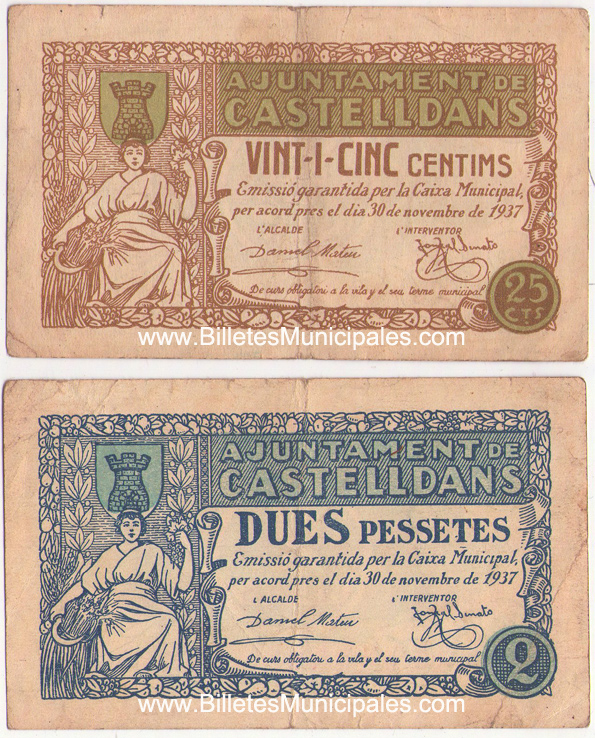 AJUNTAMENT DE
CASTELLDANS
VINT-I-CINC CENTIMS
Emissió garantida per la Caixa Municipal,
per acord pres el dia 30 de novembre de 1937
L'ALCALDE L'INTERVENTOR
Daniel Mateu
De curs obligatori a la vila y el seu terme municipal
25
CTS
www.BilletesMunicipales.com
AJUNTAMENT DE
CASTELLDANS
DUES PESSETES
Emissió garantida per la Caixa Municipal,
per acord pres el dia 30 de novembre de 1937
L'ALCALDE L'INTERVENTOR
Daniel Mateu
De curs obligatori a la vila y el seu terme municipal
2
www.BilletesMunicipales.com